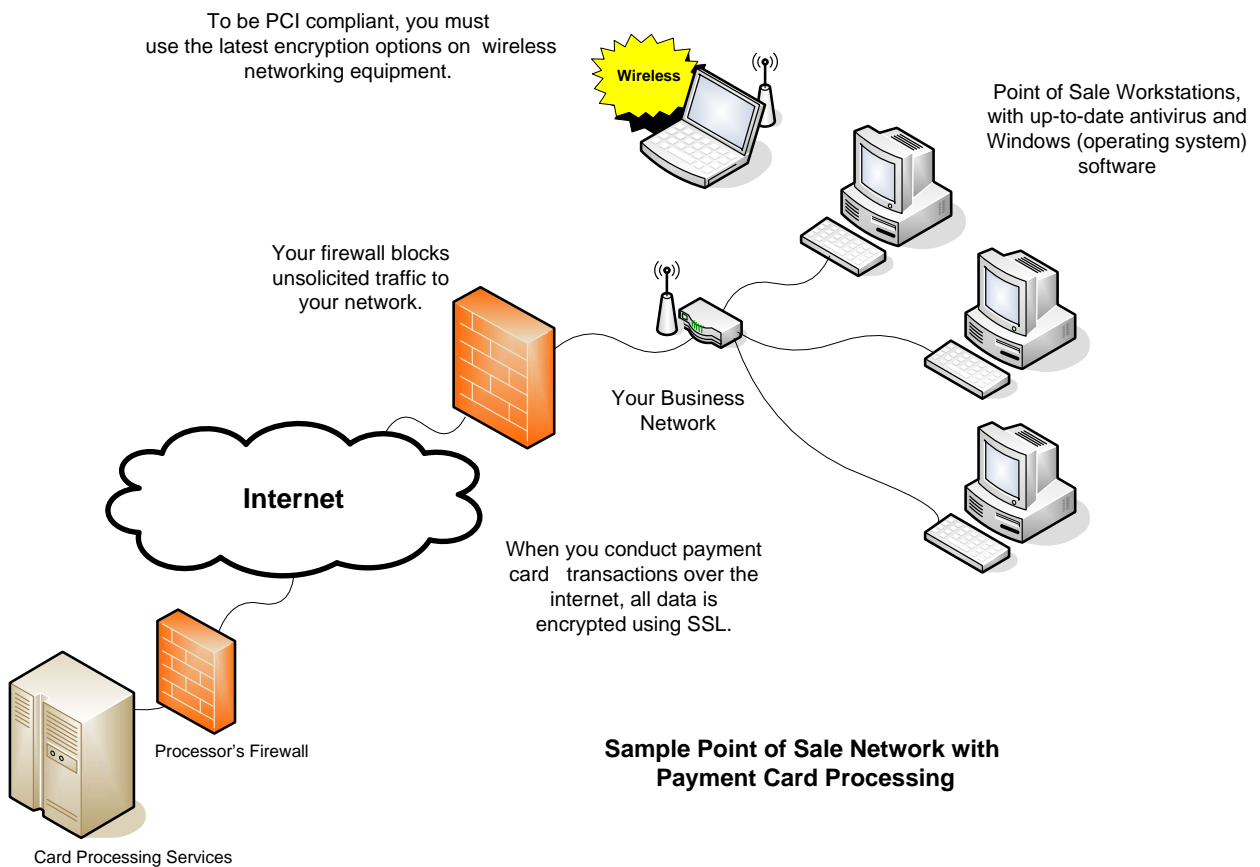 To be PCI compliant, you must
use the latest encryption options on wireless
networking equipment.
Wireless
Point of Sale Workstations,
with up-to-date antivirus and
Windows (operating system)
software
Your firewall blocks
unsolicited traffic to
your network.
Your Business
Network
Internet
When you conduct payment
card transactions over the
internet, all data is
encrypted using SSL.
Processor's Firewall
Sample Point of Sale Network with
Payment Card Processing
Card Processing Services